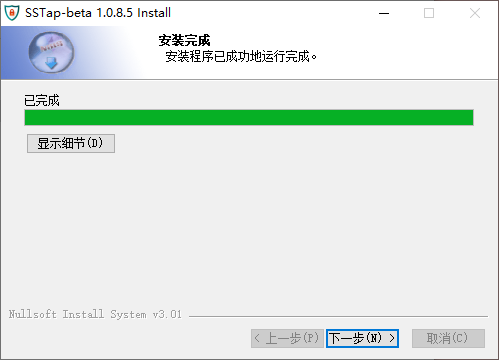 SSTap-beta 1.0.8.5 Install
安装完成
安装程序已成功地运行完成。
已完成
显示细节(D)
Nullsoft Install System v3.01
< 上一步(P)
下一步(N) >
取消(C)